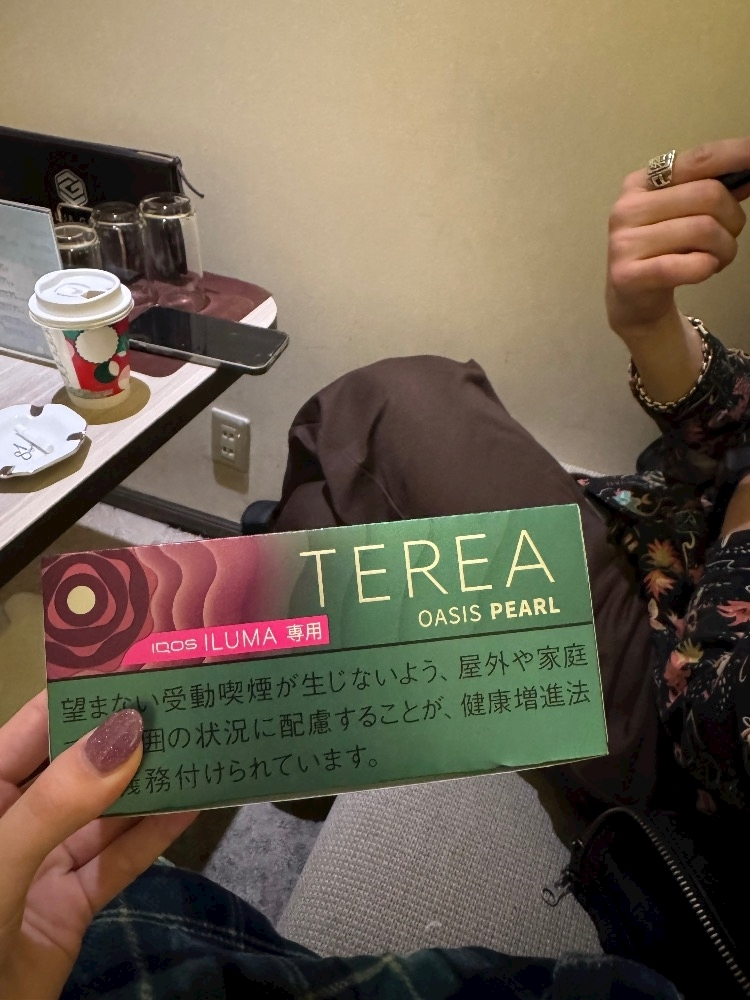 TEREA
OASIS PEARL
IQOS ILUMA 専用
望まない受動喫煙が生じないよう、屋外や家庭
囲の状況に配慮することが、健康増進法
義務付けられています。